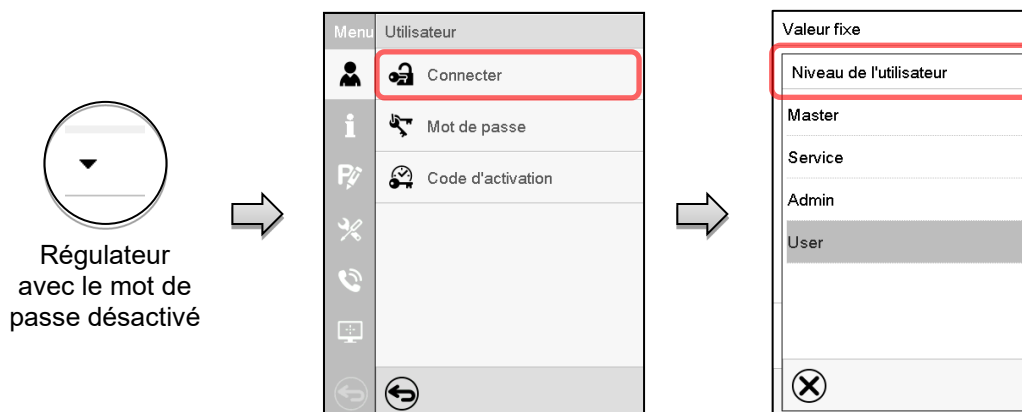 Régulateur
avec le mot de
passe désactivé
Menu
Utilisateur
Connecter
Mot de passe
Code d'activation
Valeur fixe
Niveau de l'utilisateur
Master
Service
Admin
User